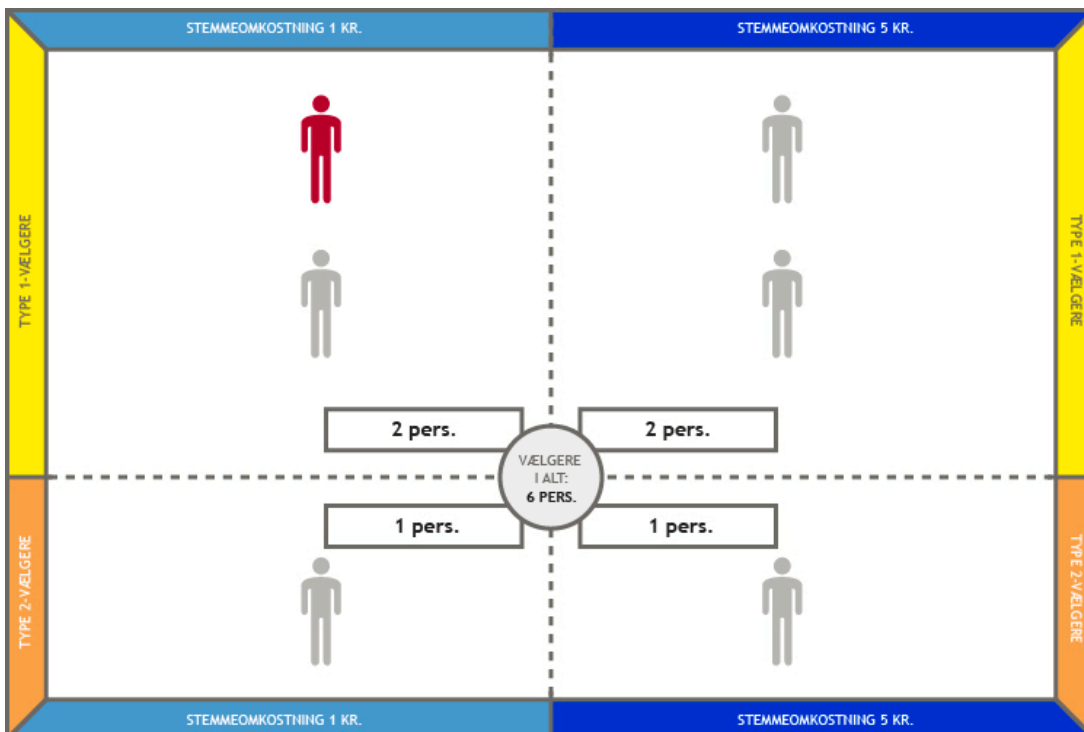 STEMMEOMKOSTNING 1 KR.
STEMMEOMKOSTNING 5 KR.
TYPE 1-VÆLGERE
TYPE 1-VÆLGERE
2 pers.
2 pers.
VÆLGERE
I ALT:
6 PERS.
1 pers.
1 pers.
TYPE 2-VÆLGERE
TYPE 2-VÆLGERE
STEMMEOMKOSTNING 1 KR.
STEMMEOMKOSTNING 5 KR.